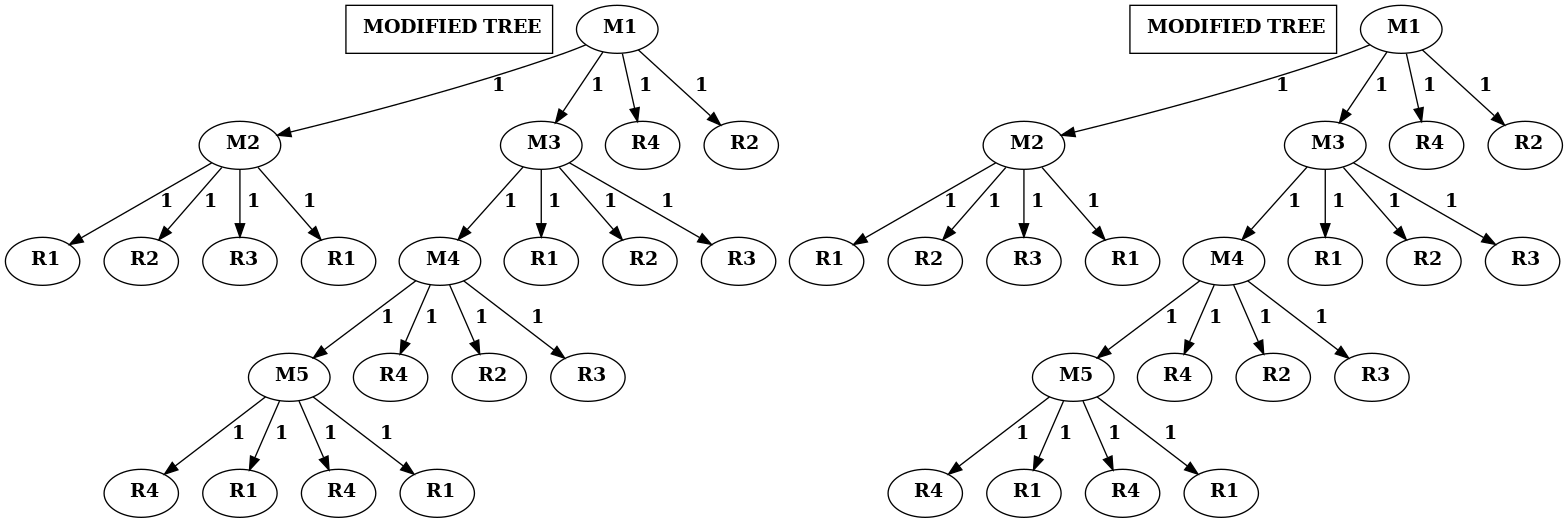 MODIFIED TREE M1 MODIFIED TREE M1
1 1 1 1 1 1 1 1
M2 M3 R4 R2 M2 M3 R4 R2
1 1 1 1 1 1 1 1 1 1 1 1 1 1 1 1
R1 R2 R3 R1 M4 R1 R2 R3 R1 R2 R3 R1 M4 R1 R2 R3
1 1 1 1 1 1 1 1
M5 R4 R2 R3 M5 R4 R2 R3
1 1 1 1 1 1 1 1
R4 R1 R4 R1 R4 R1 R4 R1